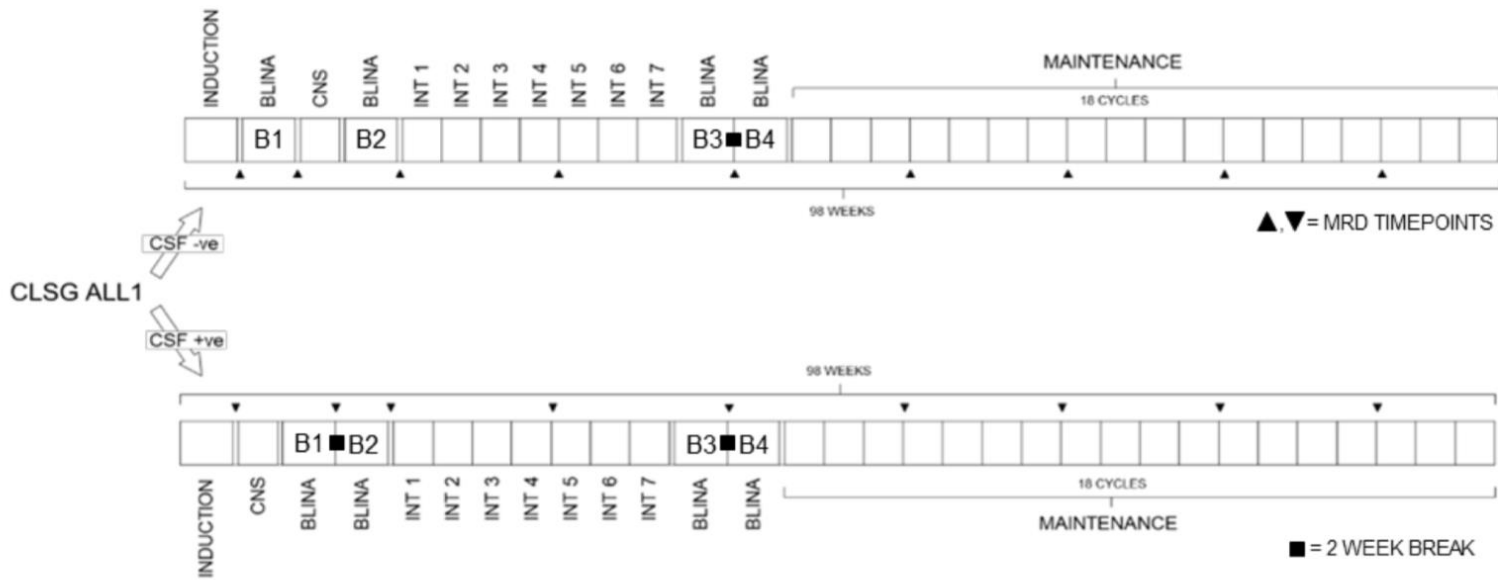 INDUCTION
BLINA
CNS
BLINA
INT 1
INT 2
INT 3
INT 4
INT 5
INT 6
INT 7
BLINA
BLINA
MAINTENANCE
18 CYCLES
B1
B2
B3
B4
98 WEEKS
▲,▼= MRD TIMEPOINTS
CSF -ve
CLSG ALL1
CSF +ve
98 WEEKS
B1
B2
B3
B4
INDUCTION
CNS
BLINA
BLINA
INT 1
INT 2
INT 3
INT 4
INT 5
INT 6
INT 7
BLINA
BLINA
18 CYCLES
MAINTENANCE
■ = 2 WEEK BREAK